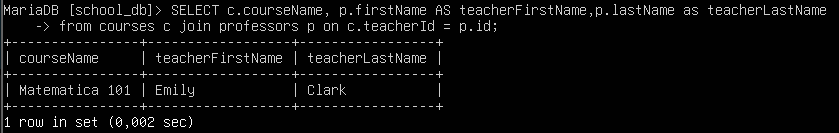 MariaDB [school_db]> SELECT c.courseName, p.firstName AS teacherFirstName,p.lastName as teacherLastName
    -> from courses c join professors p on c.teacherId = p.id;
+----------------+------------------+-----------------+
| courseName     | teacherFirstName | teacherLastName |
+----------------+------------------+-----------------+
| Matematica 101 | Emily            | Clark           |
+----------------+------------------+-----------------+
1 row in set (0,002 sec)